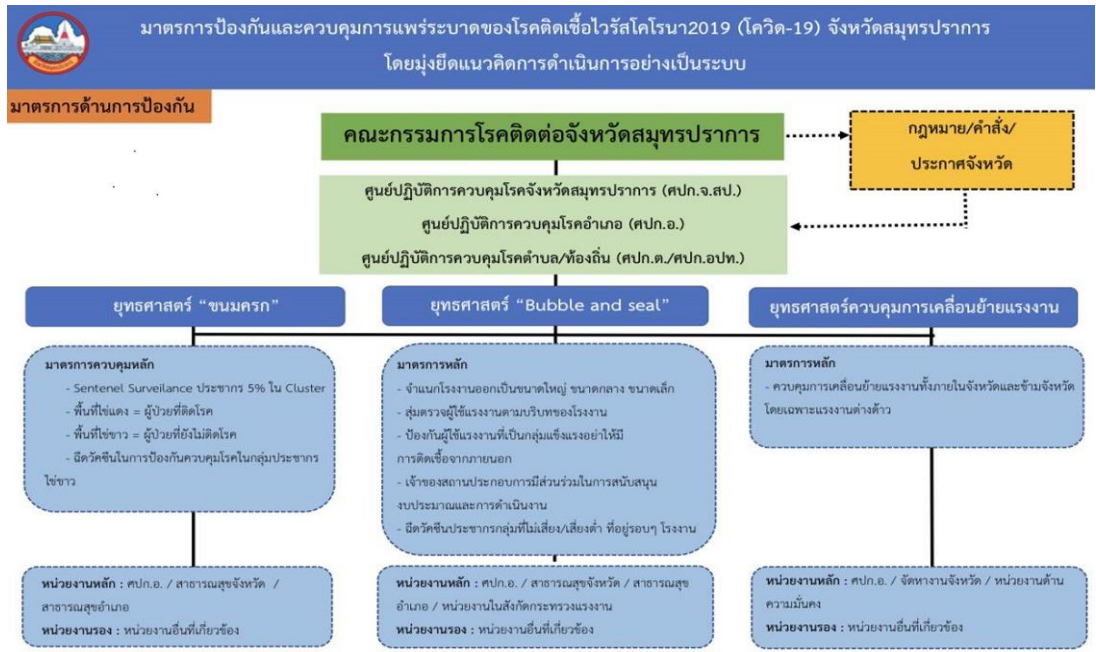 มาตรการป้องกันและควบคุมการแพร่ระบาดของโรคติดเชื้อไวรัสโคโรนา2019 (โควิด-19) จังหวัดสมุทรปราการ
โดยมุ่งยึดแนวคิดการดำเนินการอย่างเป็นระบบ
มาตรการด้านการป้องกัน
คณะกรรมการโรคติดต่อจังหวัดสมุทรปราการ
กฎหมาย/คำสั่ง/
ประกาศจังหวัด
ศูนย์ปฏิบัติการควบคุมโรคจังหวัดสมุทรปราการ (ศปก.จ.สป.)
ศูนย์ปฏิบัติการควบคุมโรคอำเภอ (ศปก.อ.)
ศูนย์ปฏิบัติการควบคุมโรคตำบล/ท้องถิ่น (ศปก.ต./ศปก.อปท.)
ยุทธศาสตร์ “ขนมครก”
มาตรการควบคุมหลัก
- Sentenel Surveilance ประชากร 5% ใน Cluster
- พื้นที่ไข่แดง = ผู้ป่วยที่ติดโรค
- พื้นที่ไข่ขาว = ผู้ป่วยที่ยังไม่ติดโรค
- ฉีดวัคซีนในการป้องกันควบคุมโรคในกลุ่มประชากร
ไข่ขาว
หน่วยงานหลัก : ศปก.อ. / สาธารณสุขจังหวัด /
สาธารณสุขอำเภอ
หน่วยงานรอง : หน่วยงานอื่นที่เกี่ยวข้อง
ยุทธศาสตร์ “Bubble and seal”
มาตรการหลัก
- จำแนกโรงงานออกเป็นขนาดใหญ่ ขนาดกลาง ขนาดเล็ก
- สุ่มตรวจผู้ใช้แรงงานตามบริบทของโรงงาน
- ป้องกันผู้ใช้แรงงานที่เป็นกลุ่มแข็งแรงอย่าให้มี
การติดเชื้อจากภายนอก
- เจ้าของสถานประกอบการมีส่วนร่วมในการสนับสนุน
งบประมาณและการดำเนินงาน
- ฉีดวัคซีนประชากรกลุ่มที่ไม่เสี่ยง/เสี่ยงต่ำ ที่อยู่รอบๆ โรงงาน
หน่วยงานหลัก : ศปก.อ. / สาธารณสุขจังหวัด / สาธารณสุข
อำเภอ / หน่วยงานในสังกัดกระทรวงแรงงาน
หน่วยงานรอง : หน่วยงานอื่นที่เกี่ยวข้อง
ยุทธศาสตร์ควบคุมการเคลื่อนย้ายแรงงาน
มาตรการหลัก
- ควบคุมการเคลื่อนย้ายแรงงานทั้งภายในจังหวัดและข้ามจังหวัด
โดยเฉพาะแรงงานต่างด้าว
หน่วยงานหลัก : ศปก.อ. / จัดหางานจังหวัด / หน่วยงานด้าน
ความมั่นคง
หน่วยงานรอง : หน่วยงานอื่นที่เกี่ยวข้อง